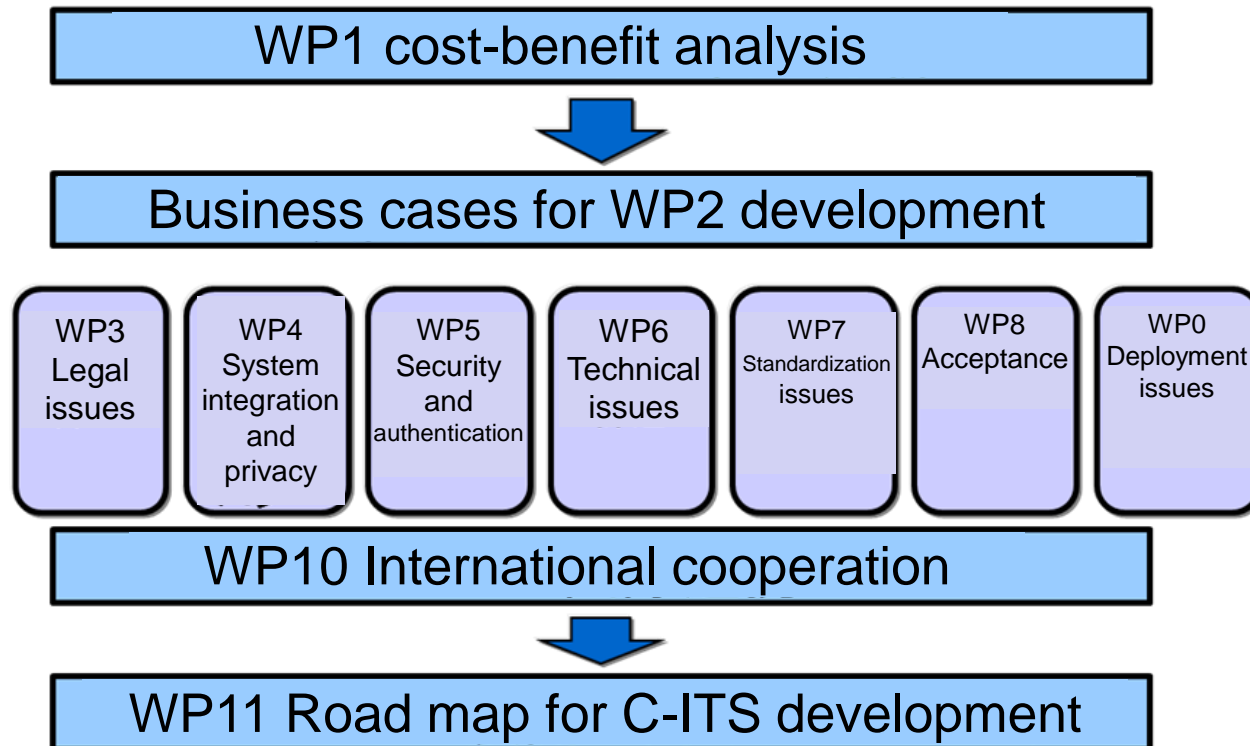 WP1 cost-benefit analysis
Business cases for WP2 development
WP3
Legal
issues
WP4
System
integration
and
privacy
WP5
Security
and
authentication
WP6
Technical
issues
WP7
Standardization
issues
WP8
Acceptance
WP0
Deployment
issues
WP10 International cooperation
WP11 Road map for C-ITS development